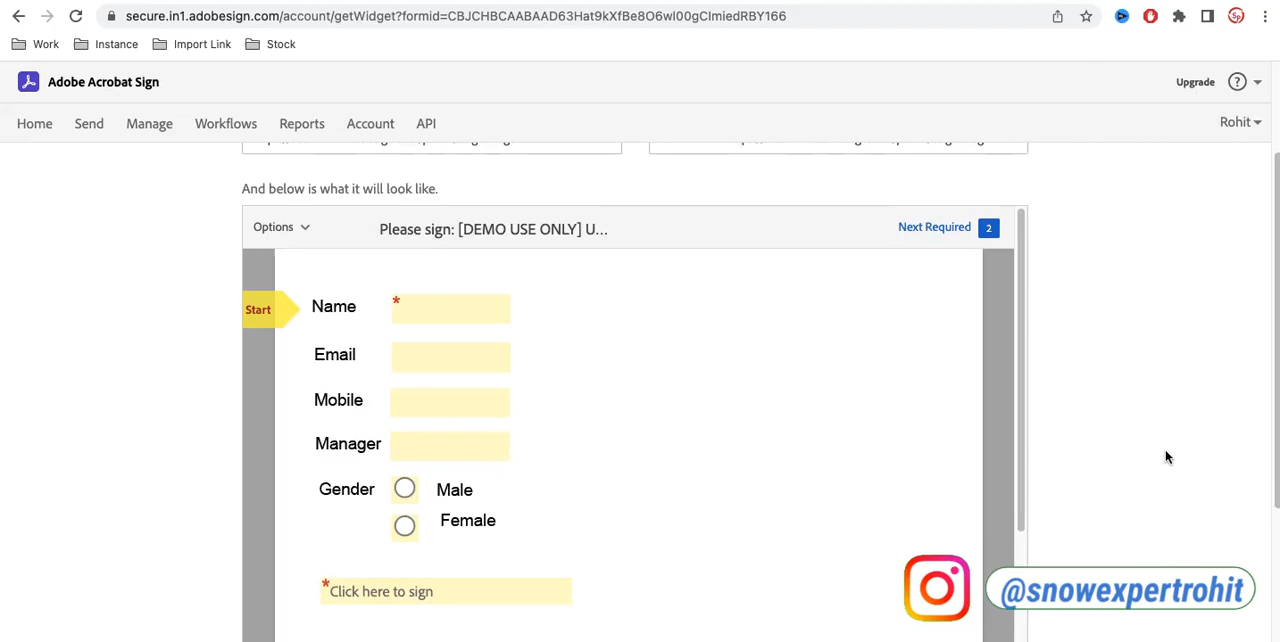 secure.in1.adobesign.com/account/getWidget?formid=CBJCHBCAABAAD63Hat9kXfBe8O6wl00gCImiedRBY166
Sp
Work Instance Import Link Stock
Adobe Acrobat Sign Upgrade ?
Home Send Manage Workflows Reports Account API Rohit
And below is what it will look like.
Options Please sign: [DEMO USE ONLY] U... Next Required 2
Start Name *
Email
Mobile
Manager
Gender Male
Female
*Click here to sign
@snowexpertrohit